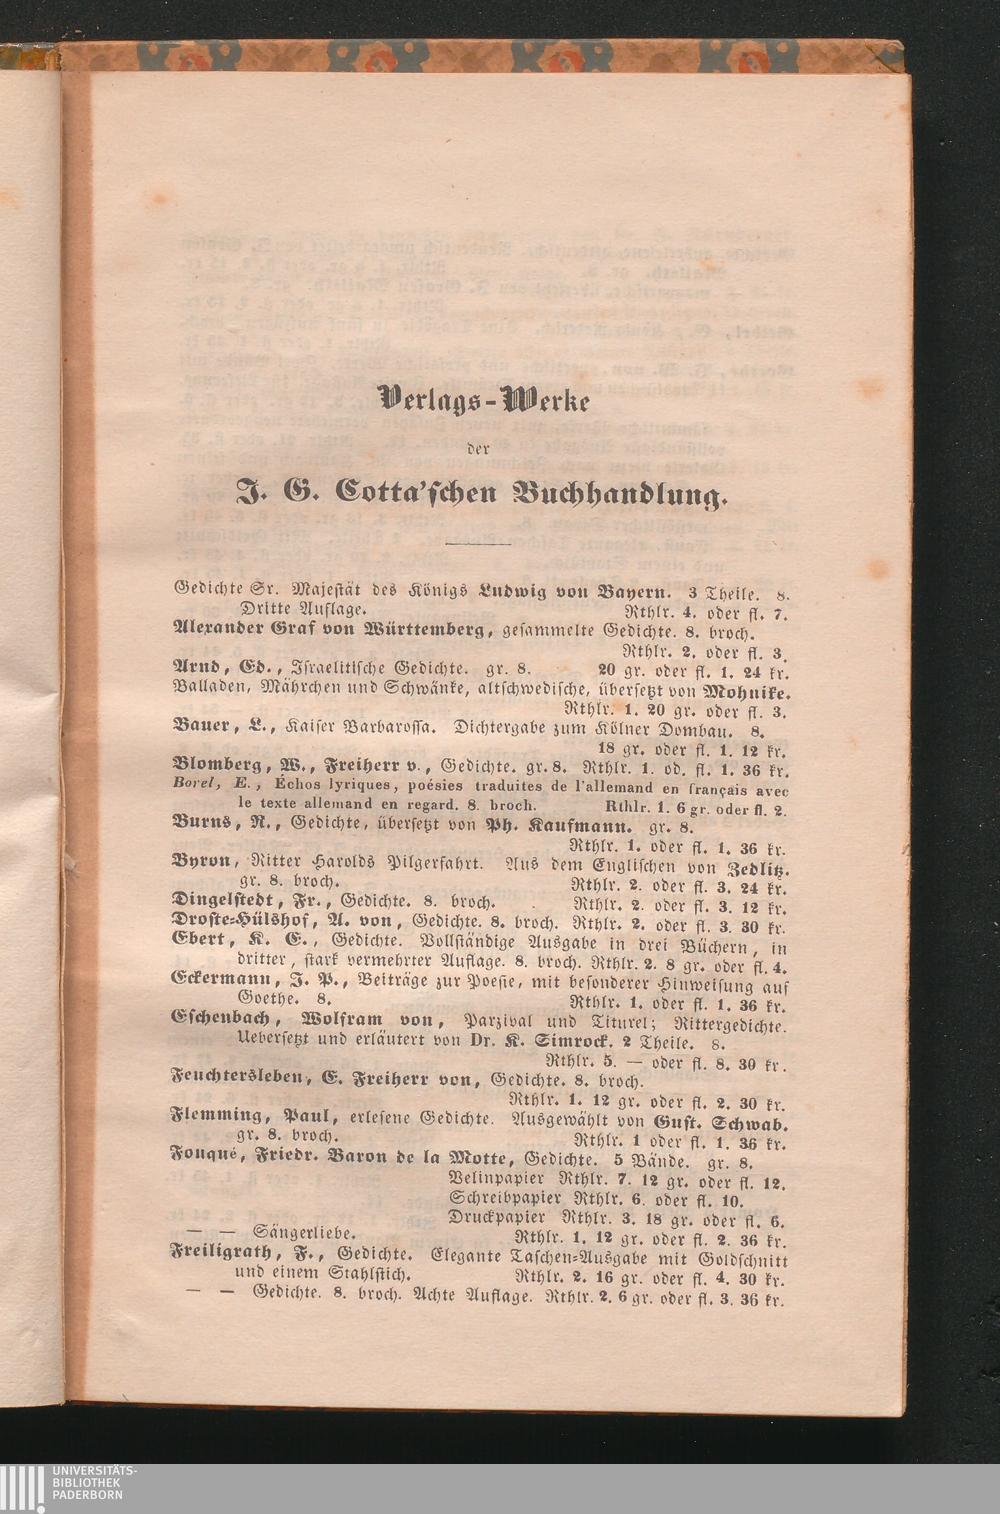 Verlags-Werke
der
J. G. Cotta'schen Buchhandlung.
Gedichte Sr. Majestät des Königs Ludwig von Bayern. 3 Theile. 8.
Dritte Auflage. Rthlr. 4. oder fl. 7.
Alexander Graf von Württemberg, gesammelte Gedichte. 8. broch.
Rthlr. 2. oder fl. 3.
Arnd, Ed., Israelitische Gedichte. gr. 8. 20 gr. oder fl. 1. 24 kr.
Balladen, Mährchen und Schwänke, altschwedische, übersetzt von Mohnike.
Rthlr. 1. 20 gr. oder fl. 3.
Bauer, L., Kaiser Barbarossa. Dichtergabe zum Kölner Dombau. 8.
18 gr. oder fl. 1. 12 kr.
Blomberg, W., Freiherr v., Gedichte. gr. 8. Rthlr. 1. od. fl. 1. 36 kr.
Borel, E., Échos lyriques, poésies traduites de l'allemand en français avec
le texte allemand en regard. 8. broch. Rthlr. 1. 6 gr. oder fl. 2.
Burns, R., Gedichte, übersetzt von Ph. Kaufmann. gr. 8.
Rthlr. 1. oder fl. 1. 36 kr.
Byron, Ritter Harolds Pilgerfahrt. Aus dem Englischen von Zedlitz.
gr. 8. broch. Rthlr. 2. oder fl. 3. 24 kr.
Dingelstedt, Fr., Gedichte. 8. broch. Rthlr. 2. oder fl. 3. 12 kr.
Droste-Hülshof, A. von, Gedichte. 8. broch. Rthlr. 2. oder fl. 3. 30 kr.
Ebert, K. E., Gedichte. Vollständige Ausgabe in drei Büchern, in
dritter, stark vermehrter Auflage. 8. broch. Rthlr. 2. 8 gr. oder fl. 4.
Eckermann, J. P., Beiträge zur Poesie, mit besonderer Hinweisung auf
Goethe. 8. Rthlr. 1. oder fl. 1. 36 kr.
Eschenbach, Wolfram von, Parzival und Titurel; Rittergedichte.
Uebersetzt und erläutert von Dr. K. Simrock. 2 Theile. 8.
Rthlr. 5. — oder fl. 8. 30 kr.
Feuchtersleben, E. Freiherr von, Gedichte. 8. broch.
Rthlr. 1. 12 gr. oder fl. 2. 30 kr.
Flemming, Paul, erlesene Gedichte. Ausgewählt von Gust. Schwab.
gr. 8. broch. Rthlr. 1 oder fl. 1. 36 kr.
Fouqué, Friedr. Baron de la Motte, Gedichte. 5 Bände. gr. 8.
Velinpapier Rthlr. 7. 12 gr. oder fl. 12.
Schreibpapier Rthlr. 6. oder fl. 10.
Druckpapier Rthlr. 3. 18 gr. oder fl. 6.
— — Sängerliebe. Rthlr. 1. 12 gr. oder fl. 2. 36 kr.
Freiligrath, F., Gedichte. Elegante Taschen-Ausgabe mit Goldschnitt
und einem Stahlstich. Rthlr. 2. 16 gr. oder fl. 4. 30 kr.
— — Gedichte. 8. broch. Achte Auflage. Rthlr. 2. 6 gr. oder fl. 3. 36 kr.
UNIVERSITÄTS-
BIBLIOTHEK
PADERBORN